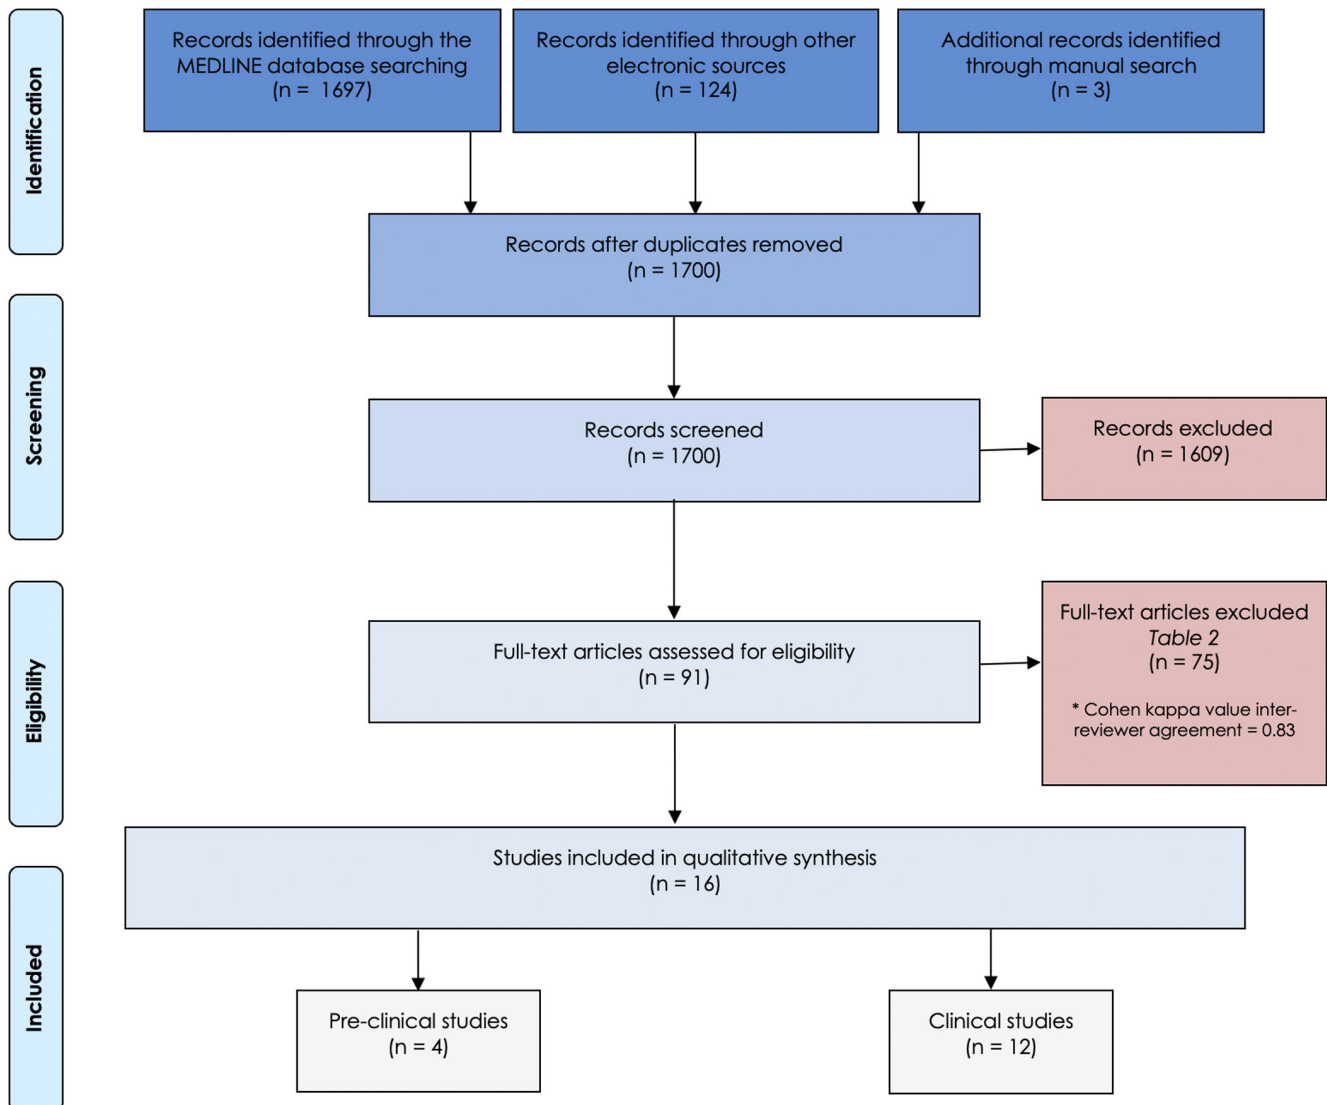 Identification
Records identified through the
MEDLINE database searching
(n = 1697)
Records identified through other
electronic sources
(n = 124)
Additional records identified
through manual search
(n = 3)
Records after duplicates removed
(n = 1700)
Screening
Records screened
(n = 1700)
Records excluded
(n = 1609)
Eligibility
Full-text articles assessed for eligibility
(n = 91)
Full-text articles excluded
Table 2
(n = 75)
* Cohen kappa value inter-
reviewer agreement = 0.83
Included
Studies included in qualitative synthesis
(n = 16)
Pre-clinical studies
(n = 4)
Clinical studies
(n = 12)